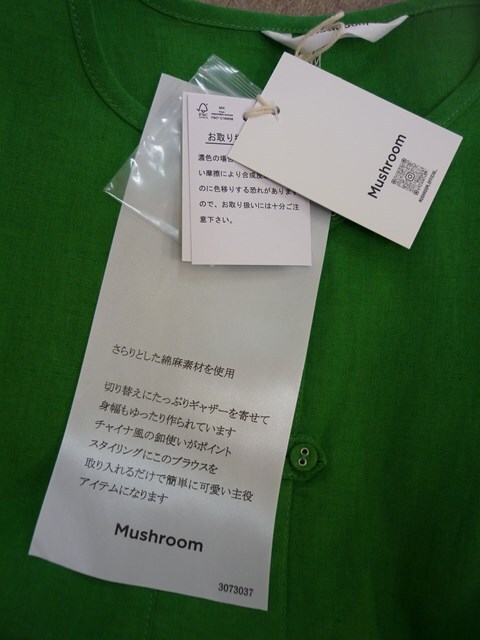 Mushroom
お取り
濃色の場合
い摩擦により合成皮
のに色移りする恐れがあります
ので、お取り扱いには十分ご注
意下さい。
さらりとした綿麻素材を使用
切り替えにたっぷりギャザーを寄せて
身幅もゆったり作られています
チャイナ風の釦使いがポイント
スタイリングにこのブラウスを
取り入れるだけで簡単に可愛い主役
アイテムになります
Mushroom
3073037